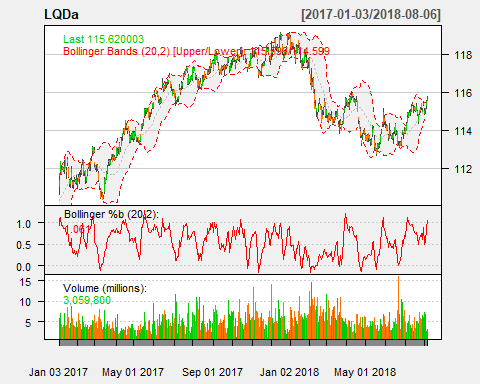 LQDa [2017-01-03/2018-08-06]
Last 115.620003
Bollinger Bands (20,2) [Upper/Lower]:
118
116
114
112
Bollinger %b (20,2):
1.061
1.0
0.5
0.0
Volume (millions):
3,059,800
15
10
5
Jan 03 2017 May 01 2017 Sep 01 2017 Jan 02 2018 May 01 2018